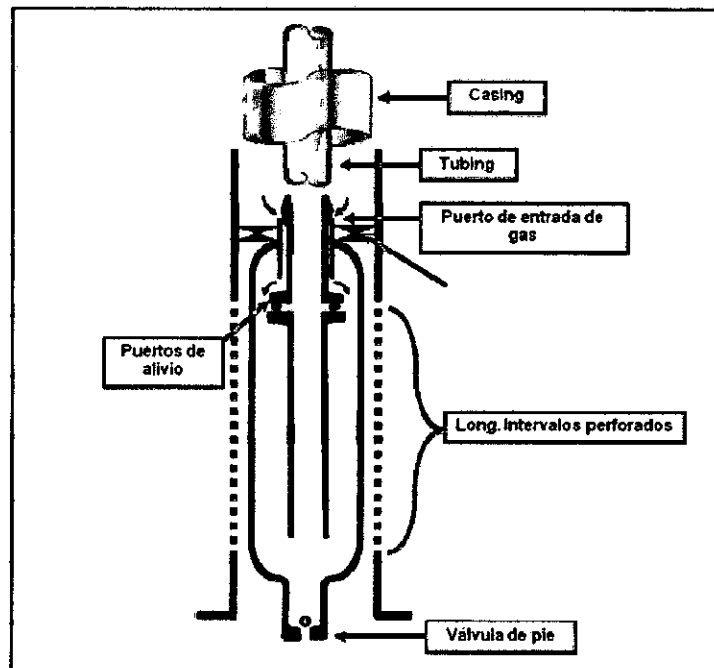 Casing
Tubing
Puerto de entrada de
gas
Puertos de
alivio
Long. Intervalos perforados
Válvula de pie